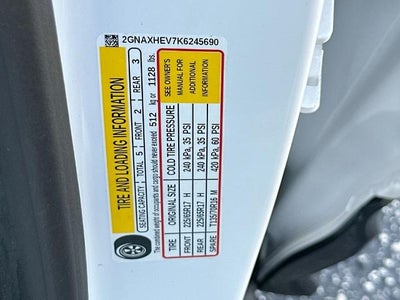 2GNAXHEV7K6245690
TIRE AND LOADING INFORMATION
SEATING CAPACITY TOTAL 5 FRONT 2 REAR 3
The combined weight of occupants and cargo should never exceed 512 kg or 1128 lbs.
TIRE ORIGINAL SIZE COLD TIRE PRESSURE
FRONT 225/65R17 H 240 kPa, 35 PSI
REAR 225/65R17 H 240 kPa, 35 PSI
SPARE T135/70R16 M 420 kPa, 60 PSI
SEE OWNER'S
MANUAL FOR
ADDITIONAL
INFORMATION